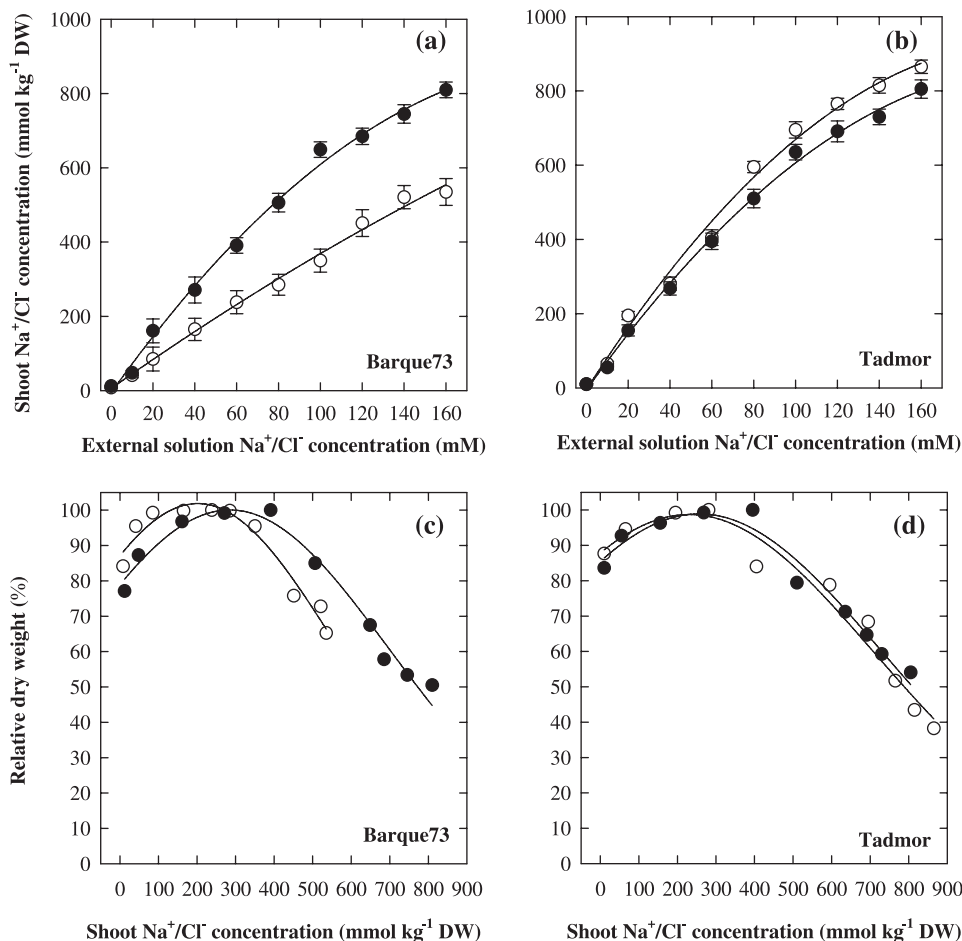 1000
800
600
400
200
0
(a)
Barque73
0 20 40 60 80 100 120 140 160
Shoot Na⁺/Cl⁻ concentration (mmol kg⁻¹ DW)
External solution Na⁺/Cl⁻ concentration (mM)
1000
800
600
400
200
0
(b)
Tadmor
0 20 40 60 80 100 120 140 160
External solution Na⁺/Cl⁻ concentration (mM)
100
90
80
70
60
50
40
30
20
10
0
(c)
Barque73
0 100 200 300 400 500 600 700 800 900
Relative dry weight (%)
Shoot Na⁺/Cl⁻ concentration (mmol kg⁻¹ DW)
100
90
80
70
60
50
40
30
20
10
0
(d)
Tadmor
0 100 200 300 400 500 600 700 800 900
Shoot Na⁺/Cl⁻ concentration (mmol kg⁻¹ DW)